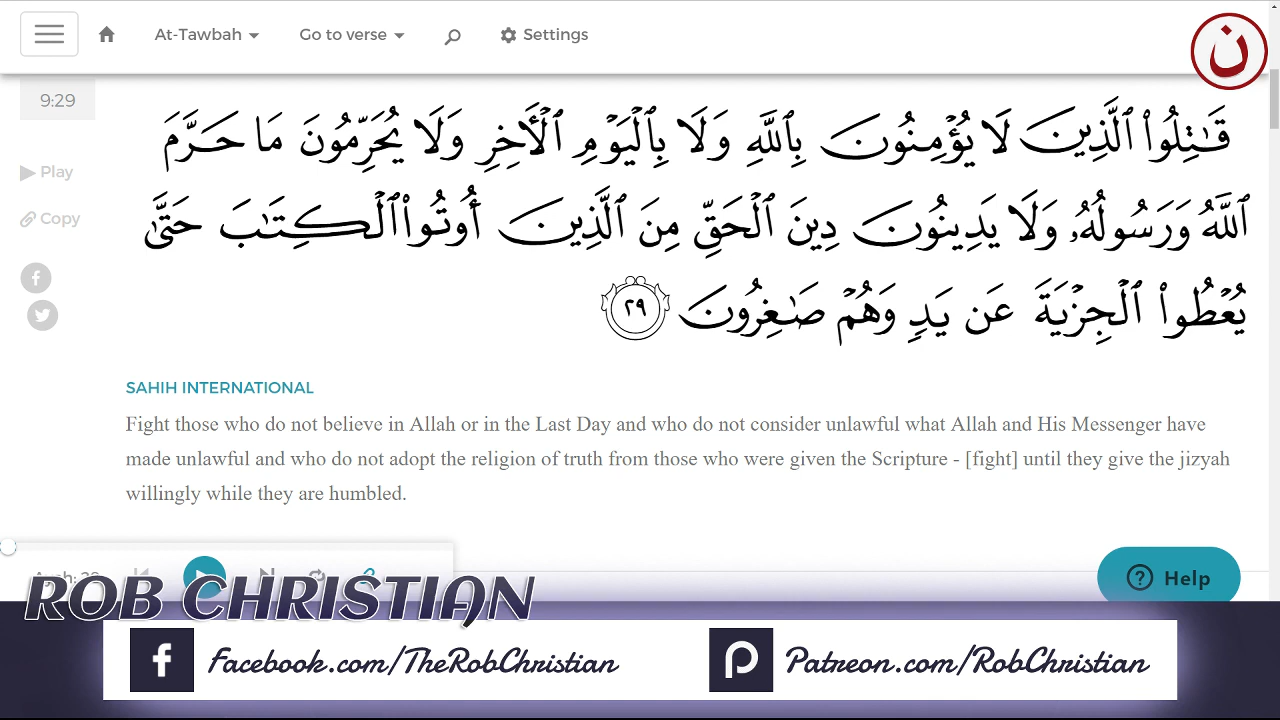 At-Tawbah
Go to verse
Settings
ن
9:29
Play
Copy
قَـٰتِلُوا۟ ٱلَّذِينَ لَا يُؤْمِنُونَ بِٱللَّهِ وَلَا بِٱلْيَوْمِ ٱلْـَٔاخِرِ وَلَا يُحَرِّمُونَ مَا حَرَّمَ
ٱللَّهُ وَرَسُولُهُۥ وَلَا يَدِينُونَ دِينَ ٱلْحَقِّ مِنَ ٱلَّذِينَ أُوتُوا۟ ٱلْكِتَـٰبَ حَتَّىٰ
يُعْطُوا۟ ٱلْجِزْيَةَ عَن يَدٍ وَهُمْ صَـٰغِرُونَ ٢٩
SAHIH INTERNATIONAL
Fight those who do not believe in Allah or in the Last Day and who do not consider unlawful what Allah and His Messenger have
made unlawful and who do not adopt the religion of truth from those who were given the Scripture - [fight] until they give the jizyah
willingly while they are humbled.
Help
ROB CHRISTIAN
Facebook.com/TheRobChristian
Patreon.com/RobChristian